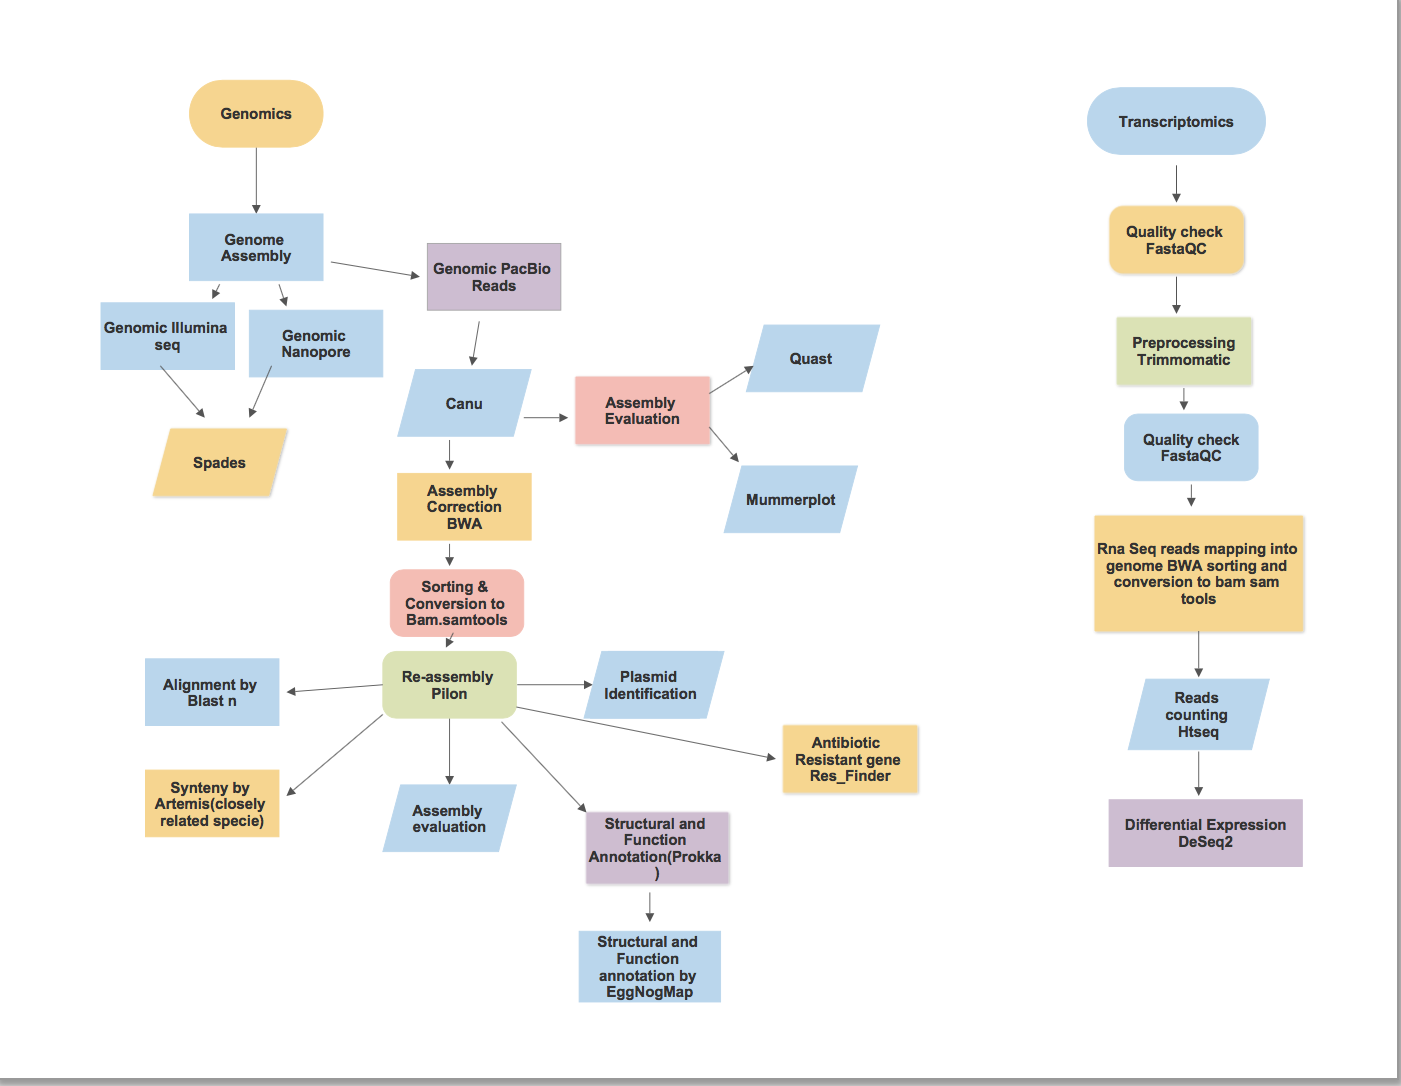 Genomics
Genome
Assembly
Genomic PacBio
Reads
Genomic Illumina
seq
Genomic
Nanopore
Spades
Canu
Assembly
Evaluation
Quast
Mummerplot
Assembly
Correction
BWA
Sorting &
Conversion to
Bam.samtools
Re-assembly
Pilon
Alignment by
Blast n
Plasmid
Identification
Synteny by
Artemis(closely
related specie)
Assembly
evaluation
Antibiotic
Resistant gene
Res_Finder
Structural and
Function
Annotation(Prokka
)
Structural and
Function
annotation by
EggNogMap
Transcriptomics
Quality check
FastaQC
Preprocessing
Trimmomatic
Quality check
FastaQC
Rna Seq reads mapping into
genome BWA sorting and
conversion to bam sam
tools
Reads
counting
Htseq
Differential Expression
DeSeq2